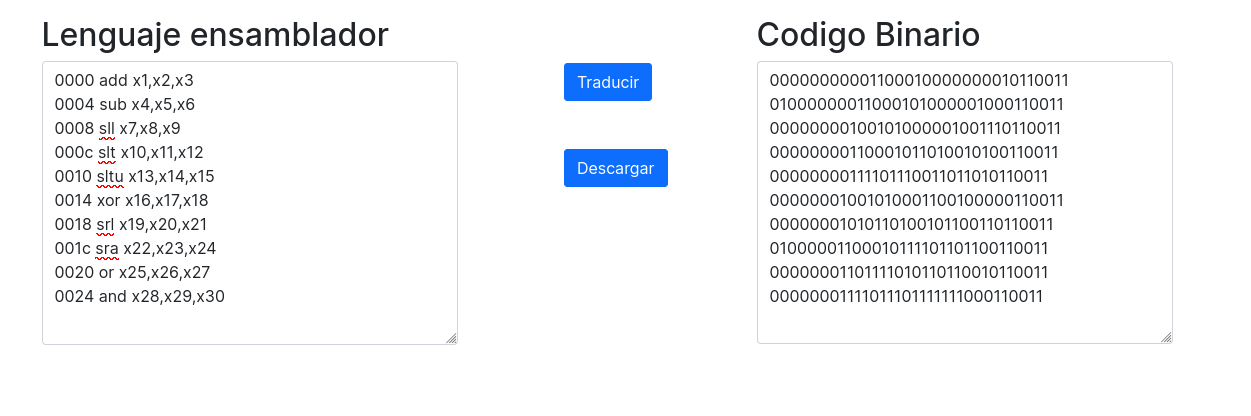 Lenguaje ensamblador
0000 add x1,x2,x3
0004 sub x4,x5,x6
0008 sll x7,x8,x9
000c slt x10,x11,x12
0010 sltu x13,x14,x15
0014 xor x16,x17,x18
0018 srl x19,x20,x21
001c sra x22,x23,x24
0020 or x25,x26,x27
0024 and x28,x29,x30
Traducir
Descargar
Codigo Binario
00000000001100010000000010110011
01000000011000101000001000110011
00000000100101000001001110110011
00000000110001011010010100110011
00000000111101110011011010110011
00000001001010001100100000110011
00000001010110100101100110110011
01000001100010111101101100110011
00000001101111010110110010110011
00000001111011101111111000110011